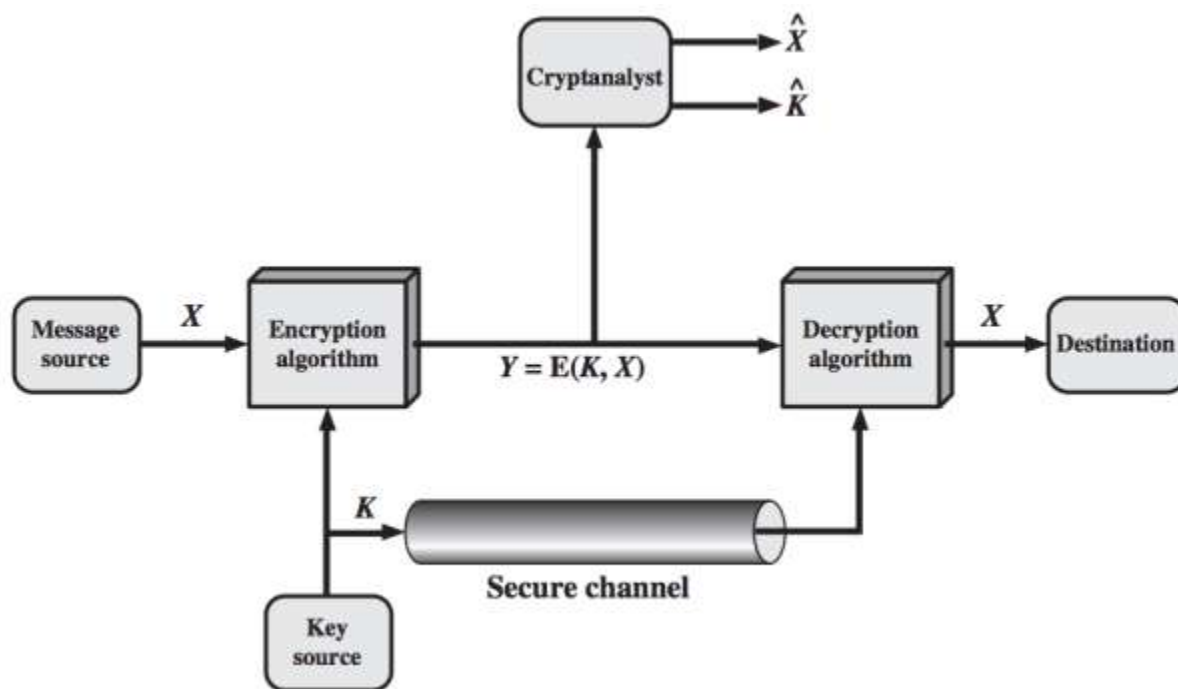 X̂
Cryptanalyst
K̂
Message
source
X
Encryption
algorithm
Y = E(K, X)
Decryption
algorithm
X
Destination
K
Secure channel
Key
source